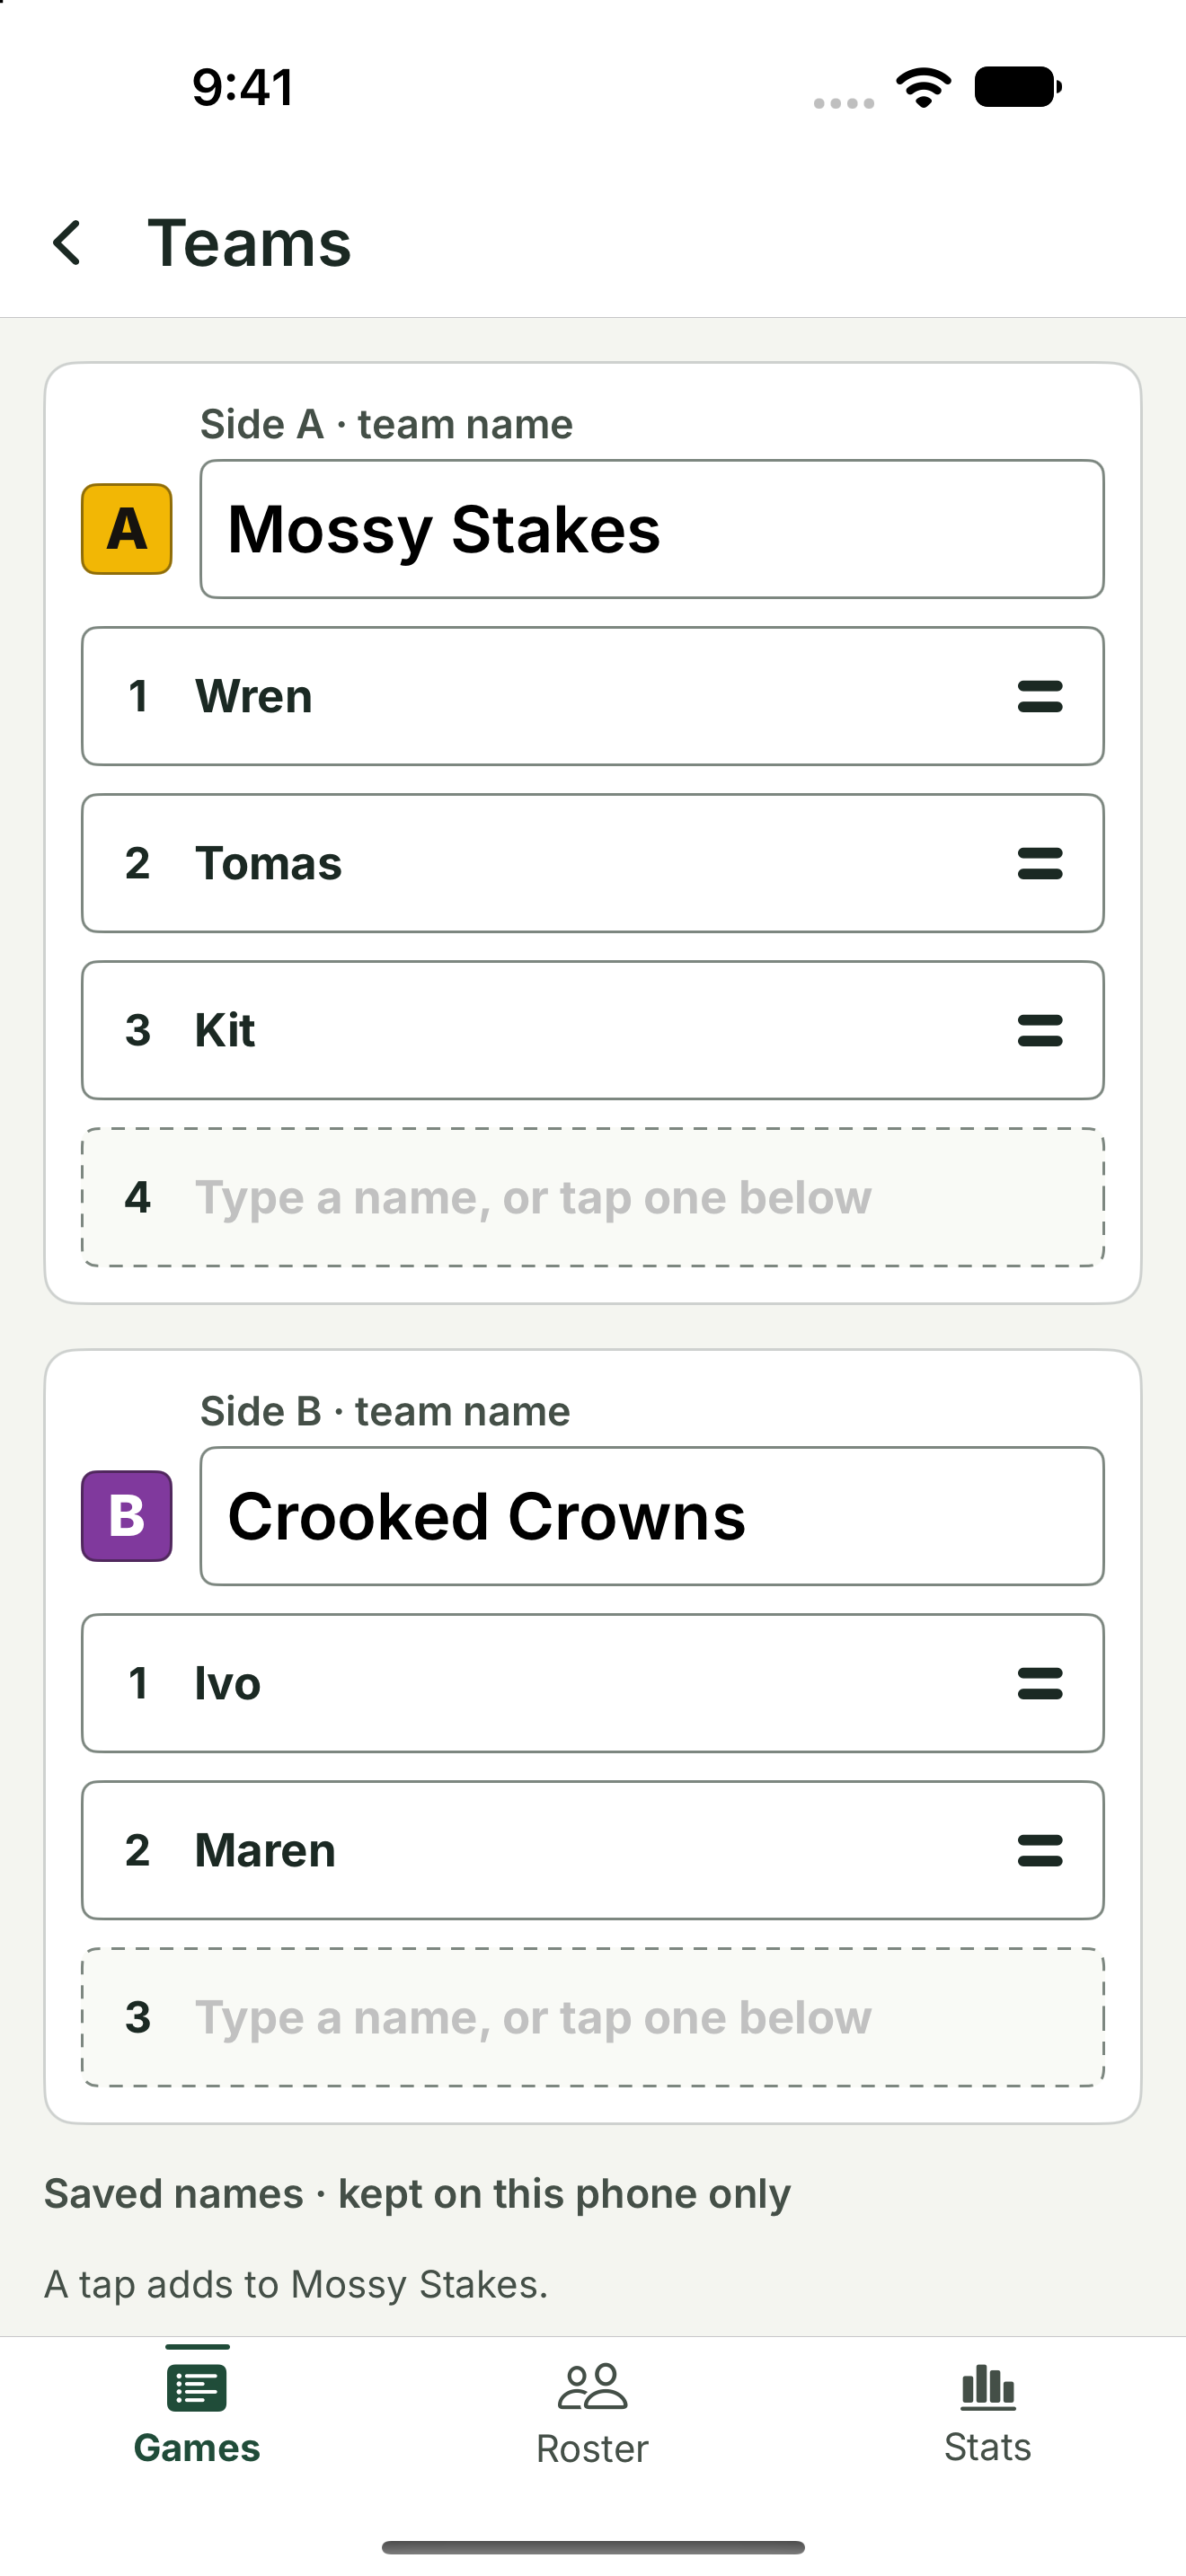 9:41
Teams
Side A · team name
A
Mossy Stakes
1 Wren
2 Tomas
3 Kit
4 Type a name, or tap one below
Side B · team name
B
Crooked Crowns
1 Ivo
2 Maren
3 Type a name, or tap one below
Saved names · kept on this phone only
A tap adds to Mossy Stakes.
Games Roster Stats